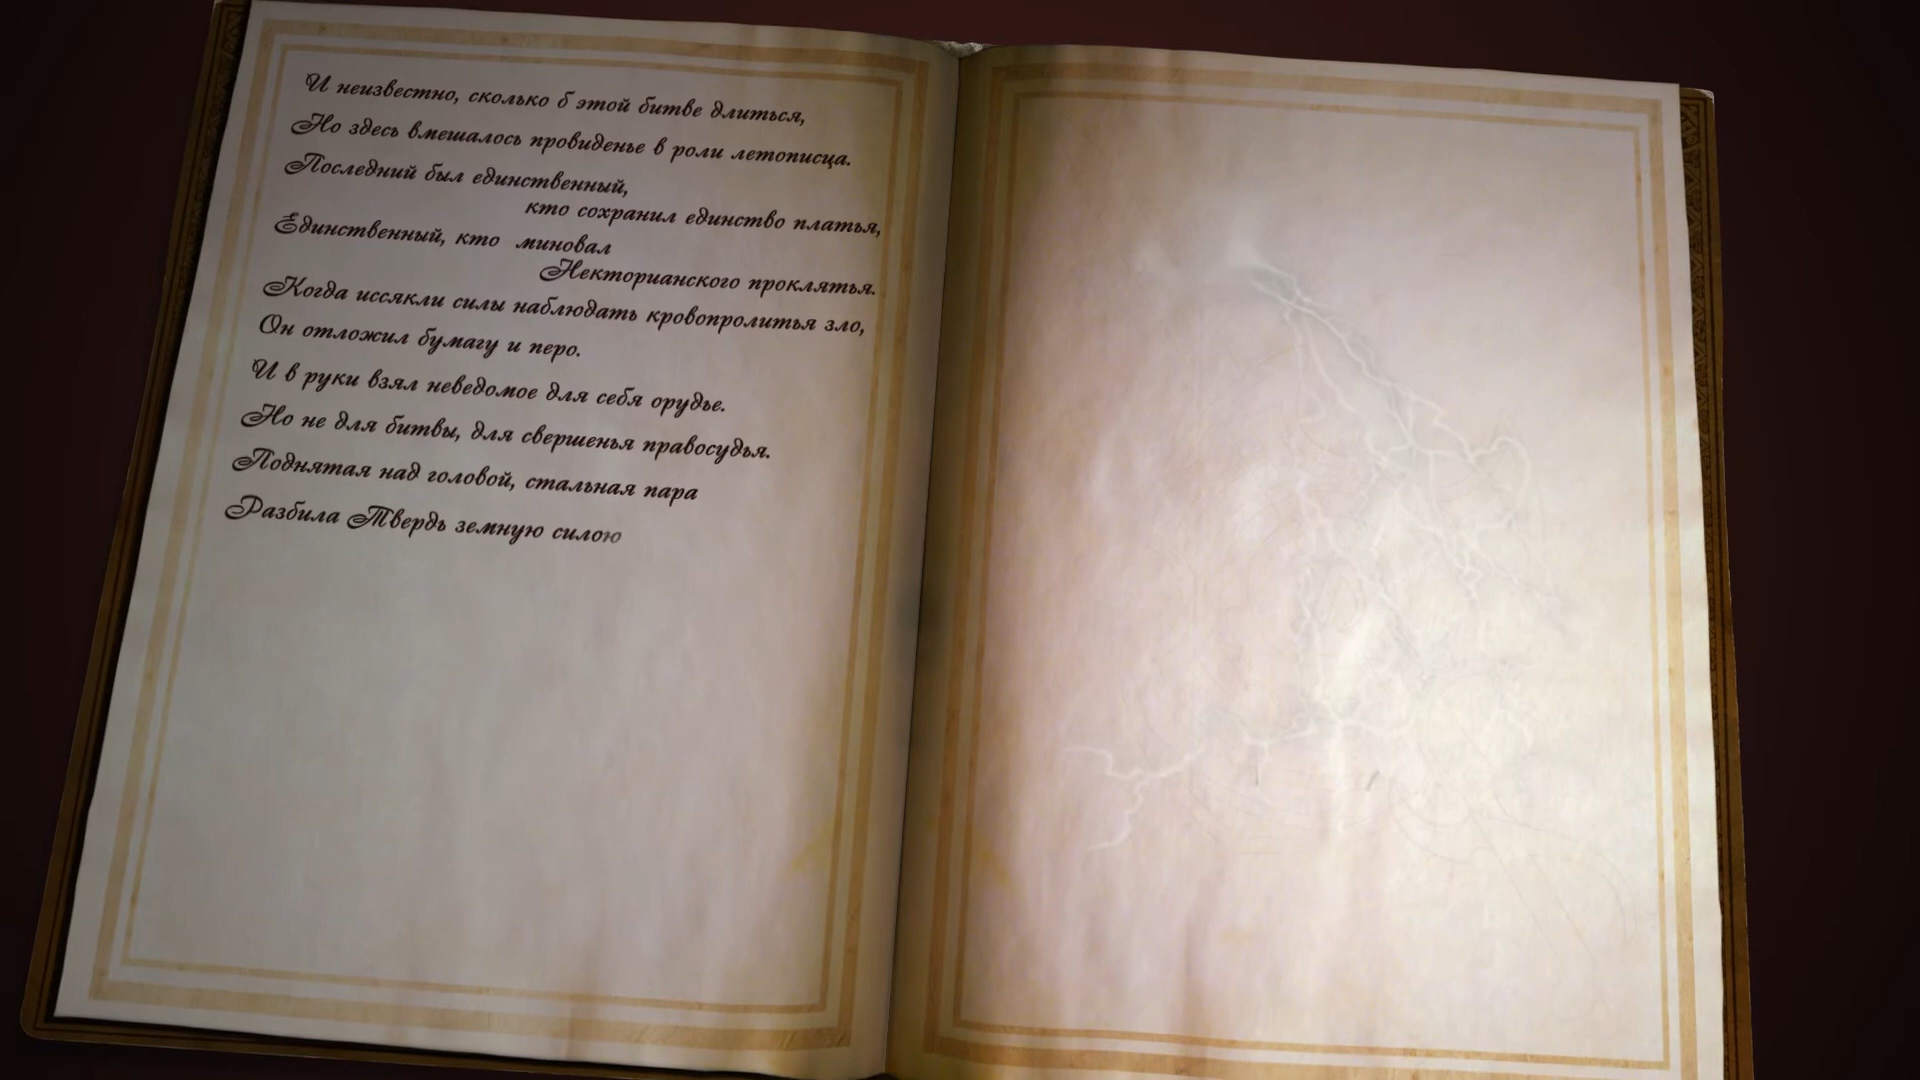 И неизвестно, сколько б этой битве длиться,
Но здесь вмешалось провиденье в роли летописца.
Последний был единственный,
кто сохранил единство платья,
Единственный, кто миновал
Некторианского проклятья.
Когда иссякли силы наблюдать кровопролитья зло,
Он отложил бумагу и перо.
И в руки взял неведомое для себя орудье.
Но не для битвы, для свершенья правосудья.
Поднятая над головой, стальная пара
Разбила Твердь земную силою